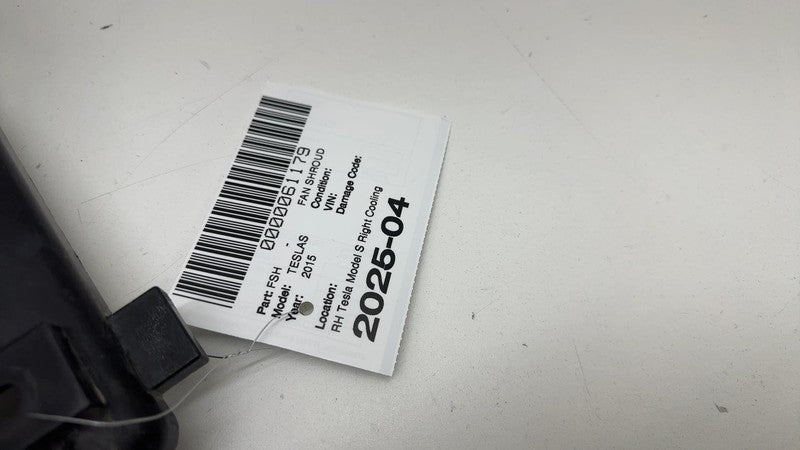 0000061179
Part: FSH - FAN SHROUD
Model: TESLAS Condition:
Year: 2015 VIN:
Damage Code:
Location:
RH Tesla Model S Right Cooling
2025-04